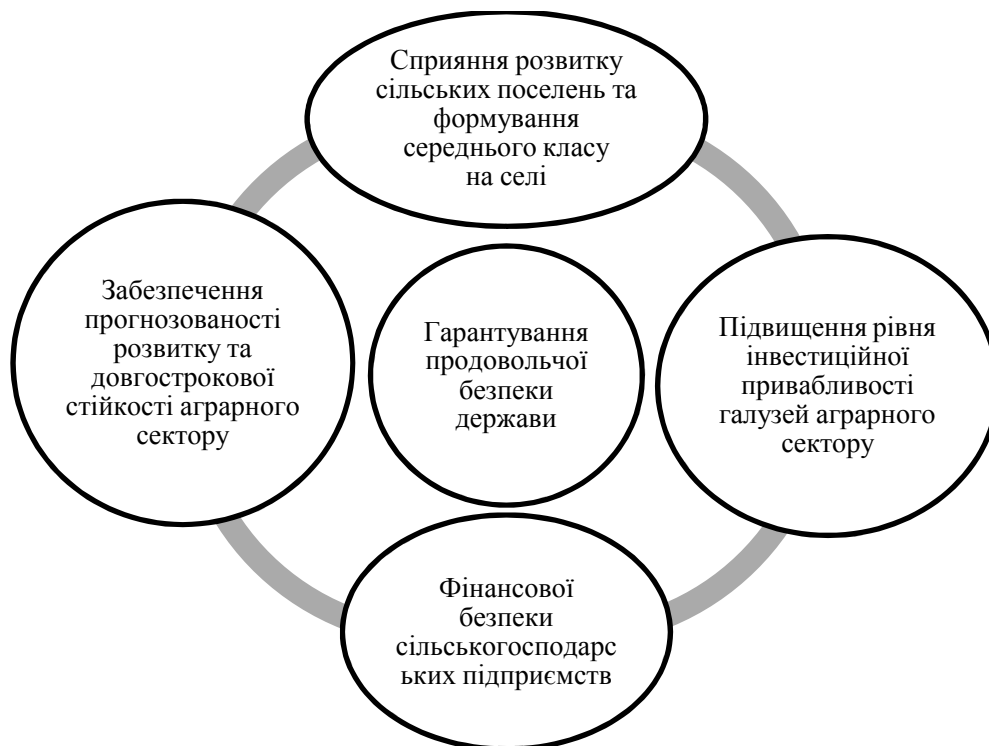 Сприяння розвитку
сільських поселень та
формування
середнього класу
на селі
Забезпечення
прогнозованості
розвитку та
довгострокової
стійкості аграрного
сектору
Гарантування
продовольчої
безпеки
держави
Підвищення рівня
інвестиційної
привабливості
галузей аграрного
сектору
Фінансової
безпеки
сільськогосподарс
ьких підприємств